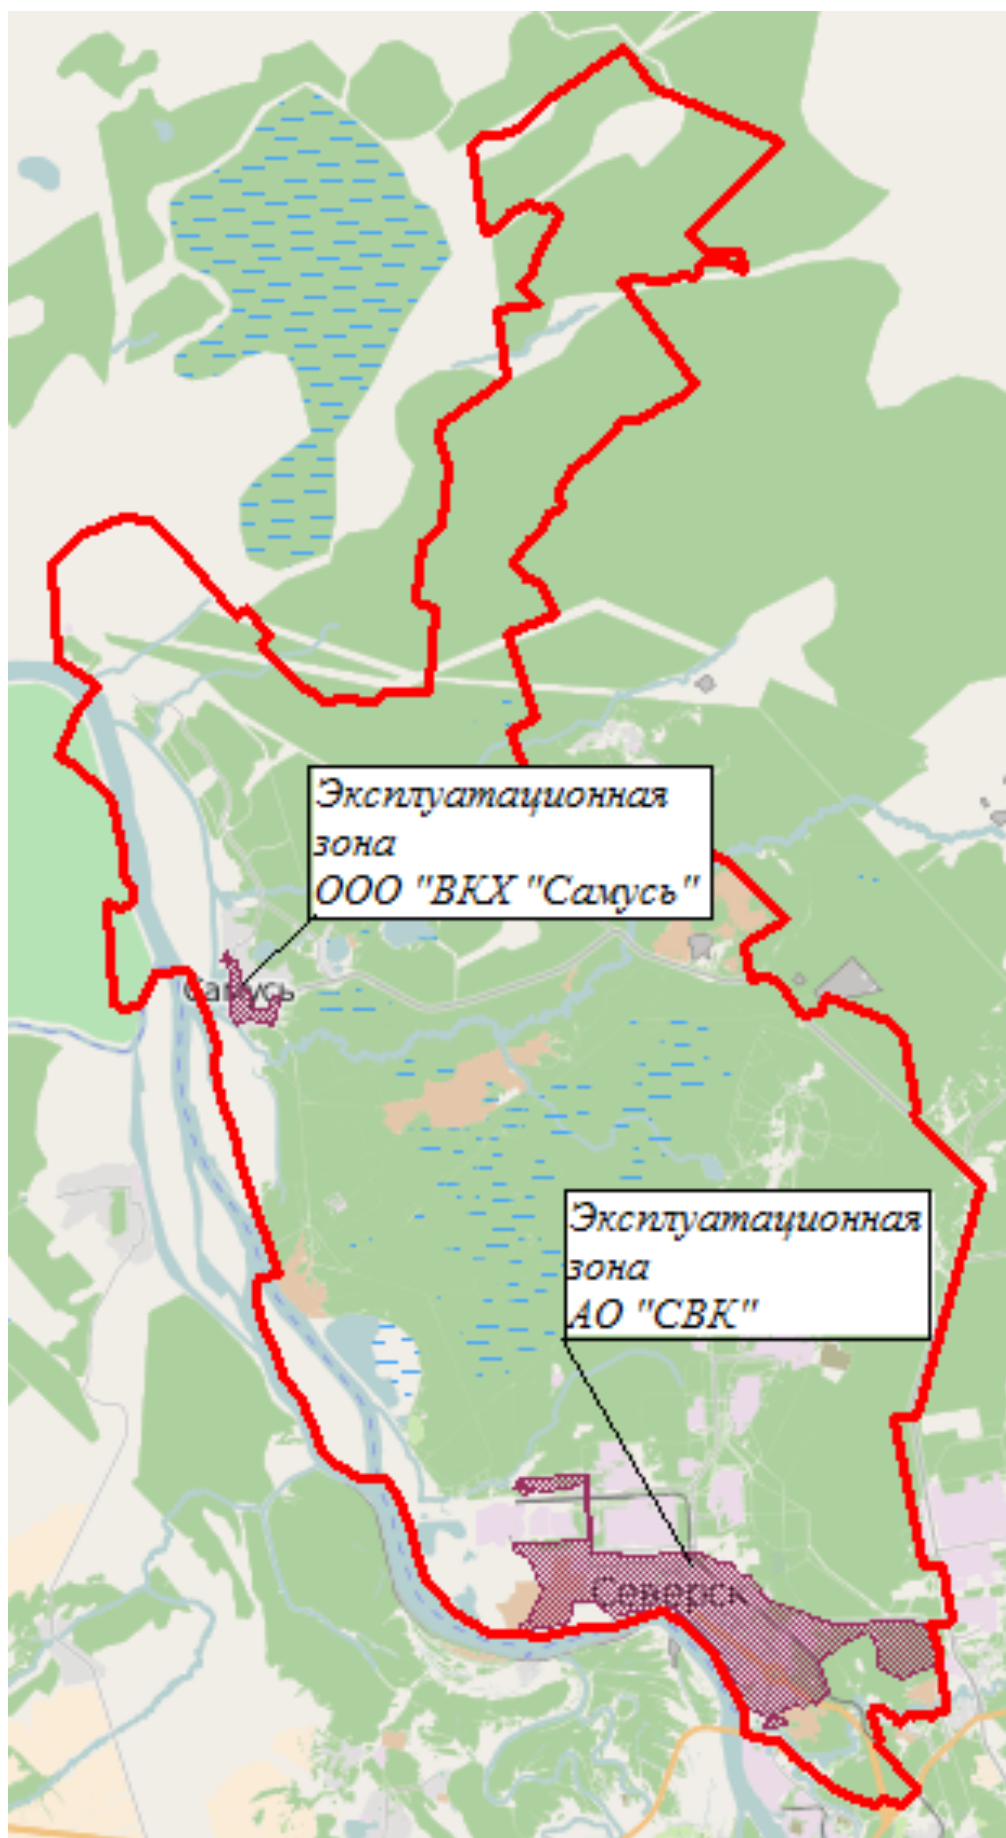 Эксплуатационная
зона
ООО "ВКХ "Самусь"
Самусь
Эксплуатационная
зона
АО "СВК"
Северск